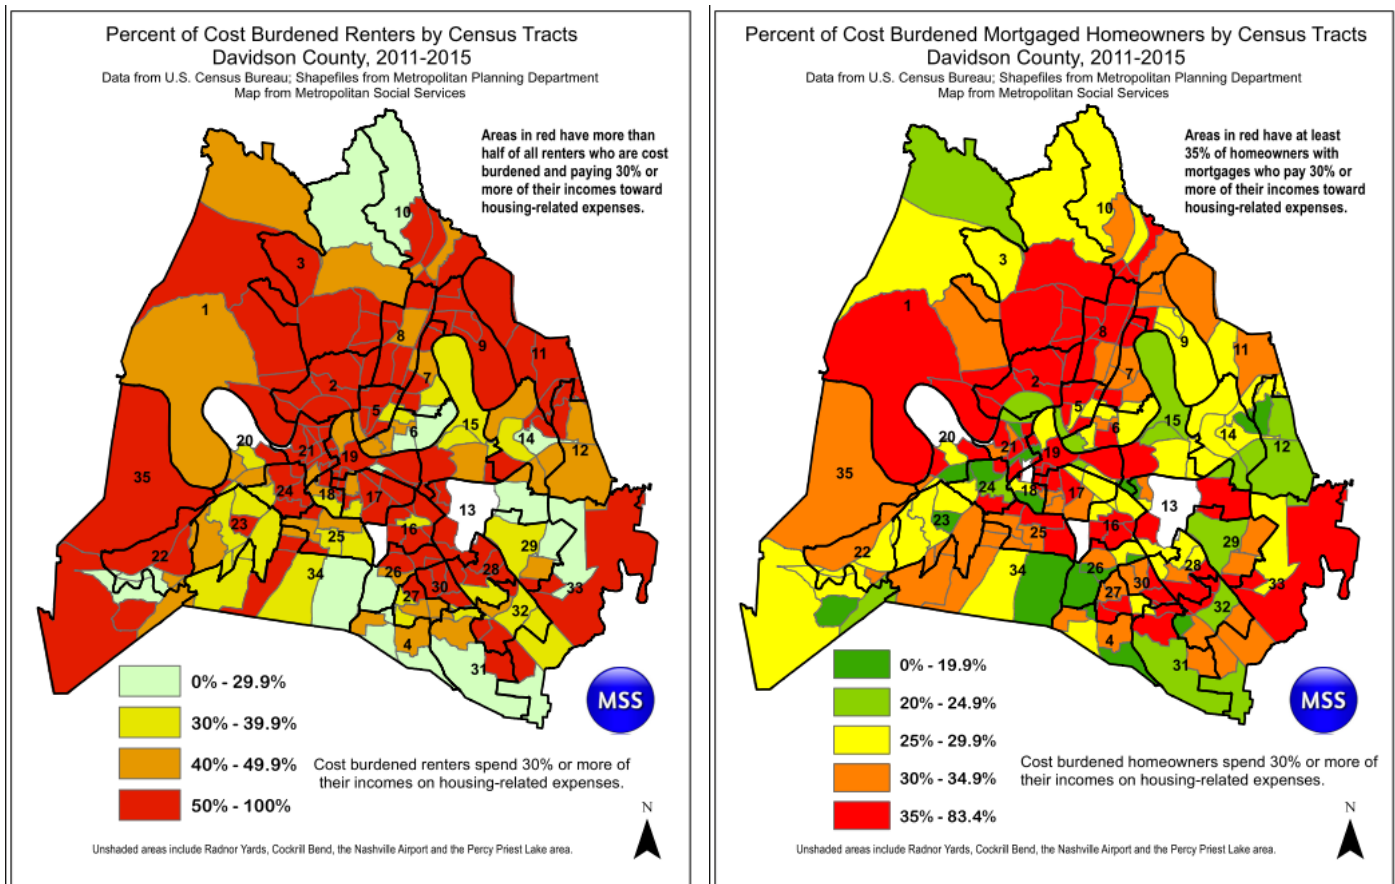 Percent of Cost Burdened Renters by Census Tracts
Davidson County, 2011-2015
Data from U.S. Census Bureau; Shapefiles from Metropolitan Planning Department
Map from Metropolitan Social Services
Areas in red have more than
half of all renters who are cost
burdened and paying 30% or
more of their incomes toward
housing-related expenses.
10
3
1
8
9
11
7
2
5
6
15
14
12
20
21
19
35
24
18
17
13
23
16
25
22
29
34
26
28
30
33
27
32
4
31
0% - 29.9%
30% - 39.9%
40% - 49.9%
50% - 100%
MSS
Cost burdened renters spend 30% or more of
their incomes on housing-related expenses.
N
Unshaded areas include Radnor Yards, Cockrill Bend, the Nashville Airport and the Percy Priest Lake area.
Percent of Cost Burdened Mortgaged Homeowners by Census Tracts
Davidson County, 2011-2015
Data from U.S. Census Bureau; Shapefiles from Metropolitan Planning Department
Map from Metropolitan Social Services
Areas in red have at least
35% of homeowners with
mortgages who pay 30% or
more of their incomes toward
housing-related expenses.
10
3
1
8
9
11
7
2
5
6
15
14
12
20
21
19
35
24
18
17
13
23
16
25
22
29
34
26
28
30
33
27
32
4
31
0% - 19.9%
20% - 24.9%
25% - 29.9%
30% - 34.9%
35% - 83.4%
MSS
Cost burdened homeowners spend 30% or more of
their incomes on housing-related expenses.
N
Unshaded areas include Radnor Yards, Cockrill Bend, the Nashville Airport and the Percy Priest Lake area.